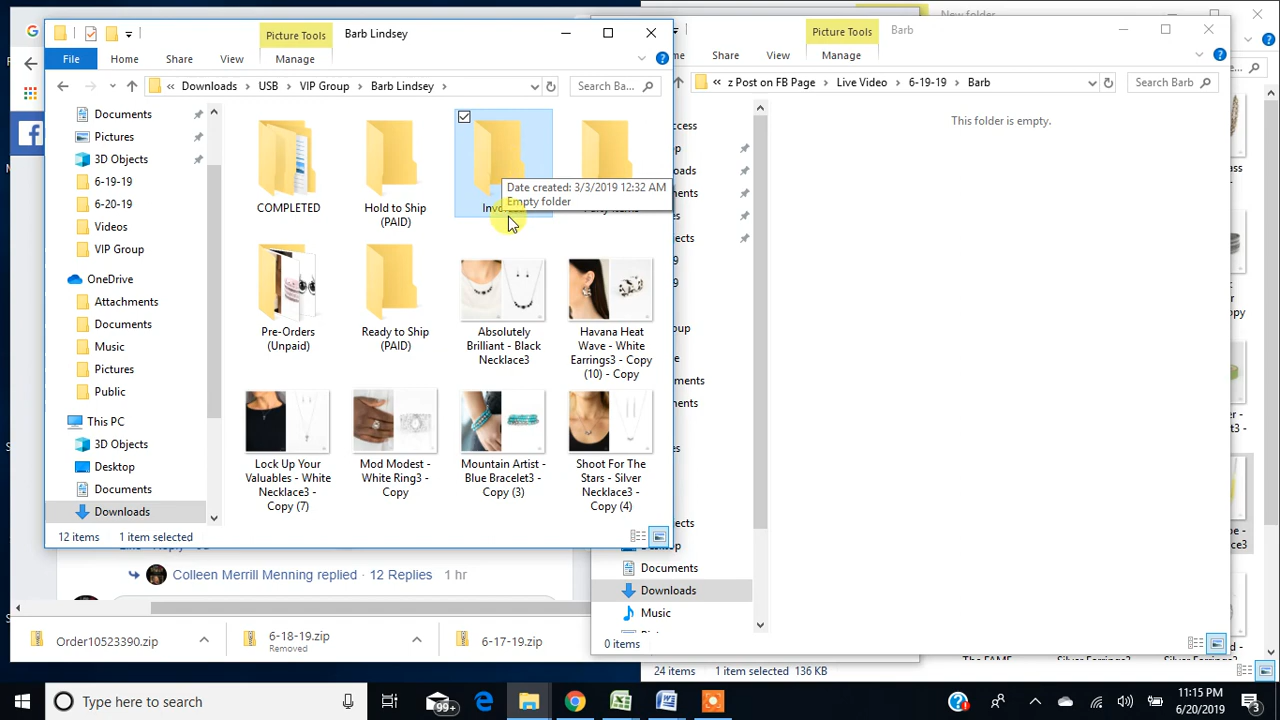 Picture Tools
Barb Lindsey
File
Home
Share
View
Manage
Downloads
USB
VIP Group
Barb Lindsey
Search Ba...
Documents
Pictures
3D Objects
6-19-19
6-20-19
Videos
VIP Group
OneDrive
Attachments
Documents
Music
Pictures
Public
This PC
3D Objects
Desktop
Documents
Downloads
COMPLETED
Hold to Ship
(PAID)
Date created: 3/3/2019 12:32 AM
Empty folder
Pre-Orders
(Unpaid)
Ready to Ship
(PAID)
Absolutely
Brilliant - Black
Necklace3
Havana Heat
Wave - White
Earrings3 - Copy
(10) - Copy
Lock Up Your
Valuables - White
Necklace3 -
Copy (7)
Mod Modest -
White Ring3 -
Copy
Mountain Artist -
Blue Bracelet3 -
Copy (3)
Shoot For The
Stars - Silver
Necklace3 -
Copy (4)
12 items
1 item selected
New folder
Picture Tools
Barb
Share
View
Manage
z Post on FB Page
Live Video
6-19-19
Barb
Search Barb
This folder is empty.
Documents
Downloads
Music
0 items
24 items
1 item selected 136 KB
Colleen Merrill Menning replied · 12 Replies
1 hr
Order10523390.zip
6-18-19.zip
Removed
6-17-19.zip
Type here to search
99+
11:15 PM
6/20/2019
3